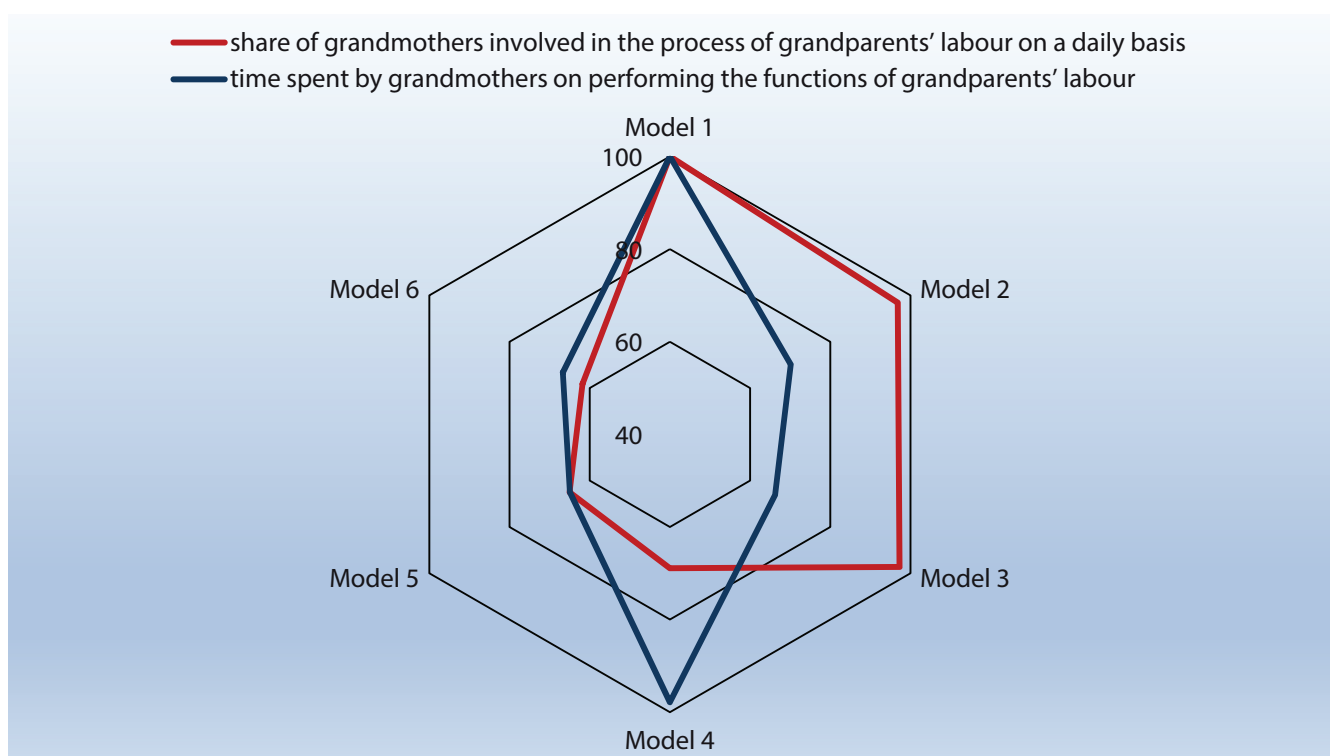 share of grandmothers involved in the process of grandparents’ labour on a daily basis
time spent by grandmothers on performing the functions of grandparents’ labour
Model 1
100
80
Model 6
Model 2
60
40
Model 5
Model 3
Model 4